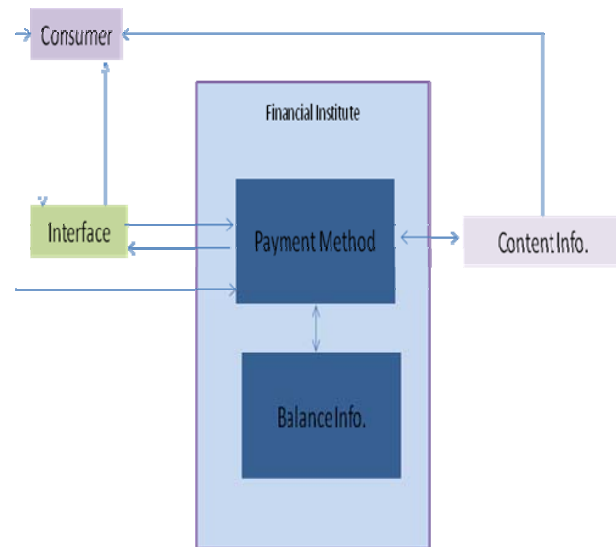 Consumer
Financial Institute
Interface
Payment Method
Content Info.
Balance Info.